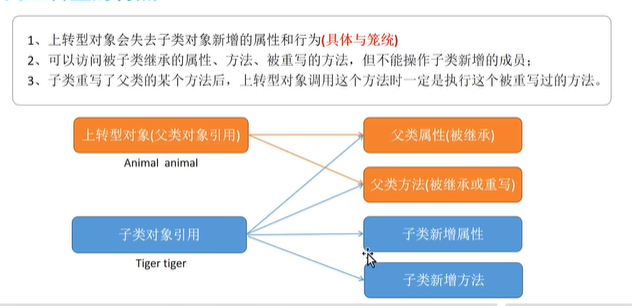 1、上转型对象会失去子类对象新增的属性和行为(具体与笼统)
2、可以访问被子类继承的属性、方法、被重写的方法，但不能操作子类新增的成员；
3、子类重写了父类的某个方法后，上转型对象调用这个方法时一定是执行这个被重写过的方法。
上转型对象(父类对象引用)
父类属性(被继承)
Animal animal
父类方法(被继承或重写)
子类对象引用
子类新增属性
Tiger tiger
子类新增方法